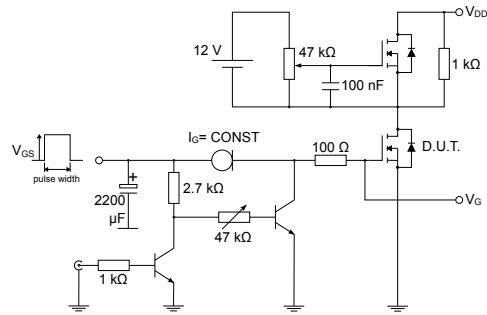 V_DD
12 V
47 kΩ
1 kΩ
100 nF
I_G= CONST
100 Ω
D.U.T.
V_GS
pulse width
+
2200
μF
2.7 kΩ
47 kΩ
V_G
1 kΩ